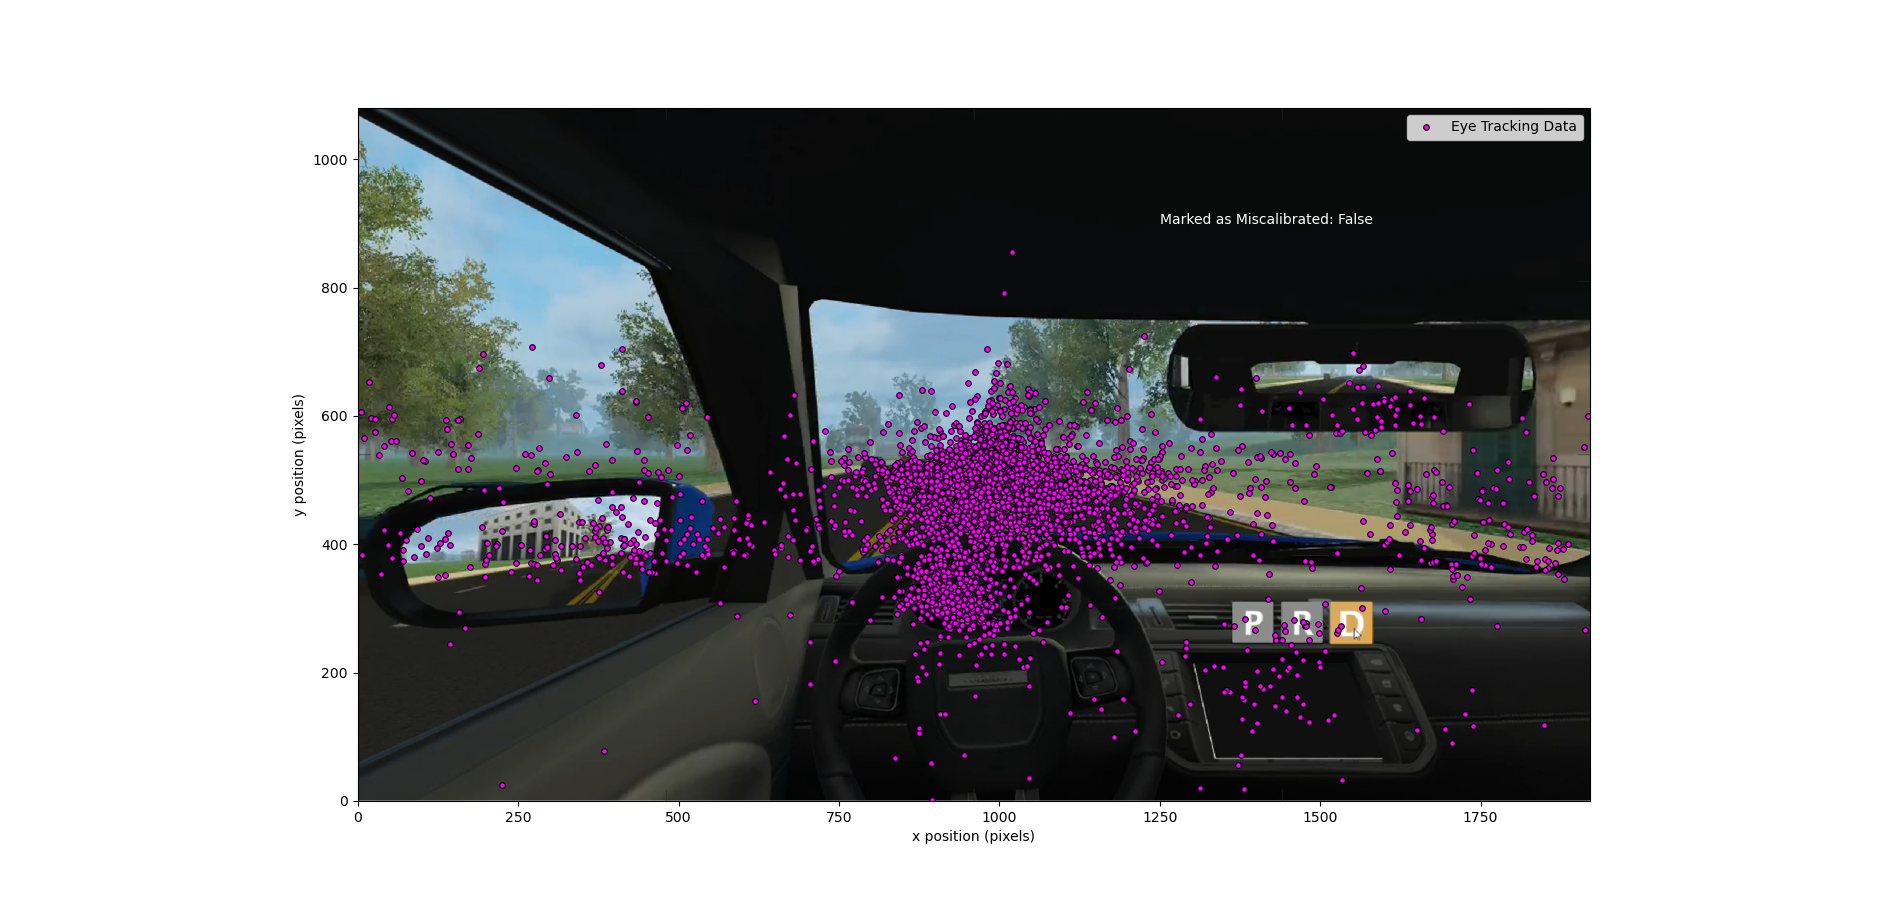 Eye Tracking Data
Marked as Miscalibrated: False
1000
800
600
400
200
0
y position (pixels)
P R D
0 250 500 750 1000 1250 1500 1750
x position (pixels)